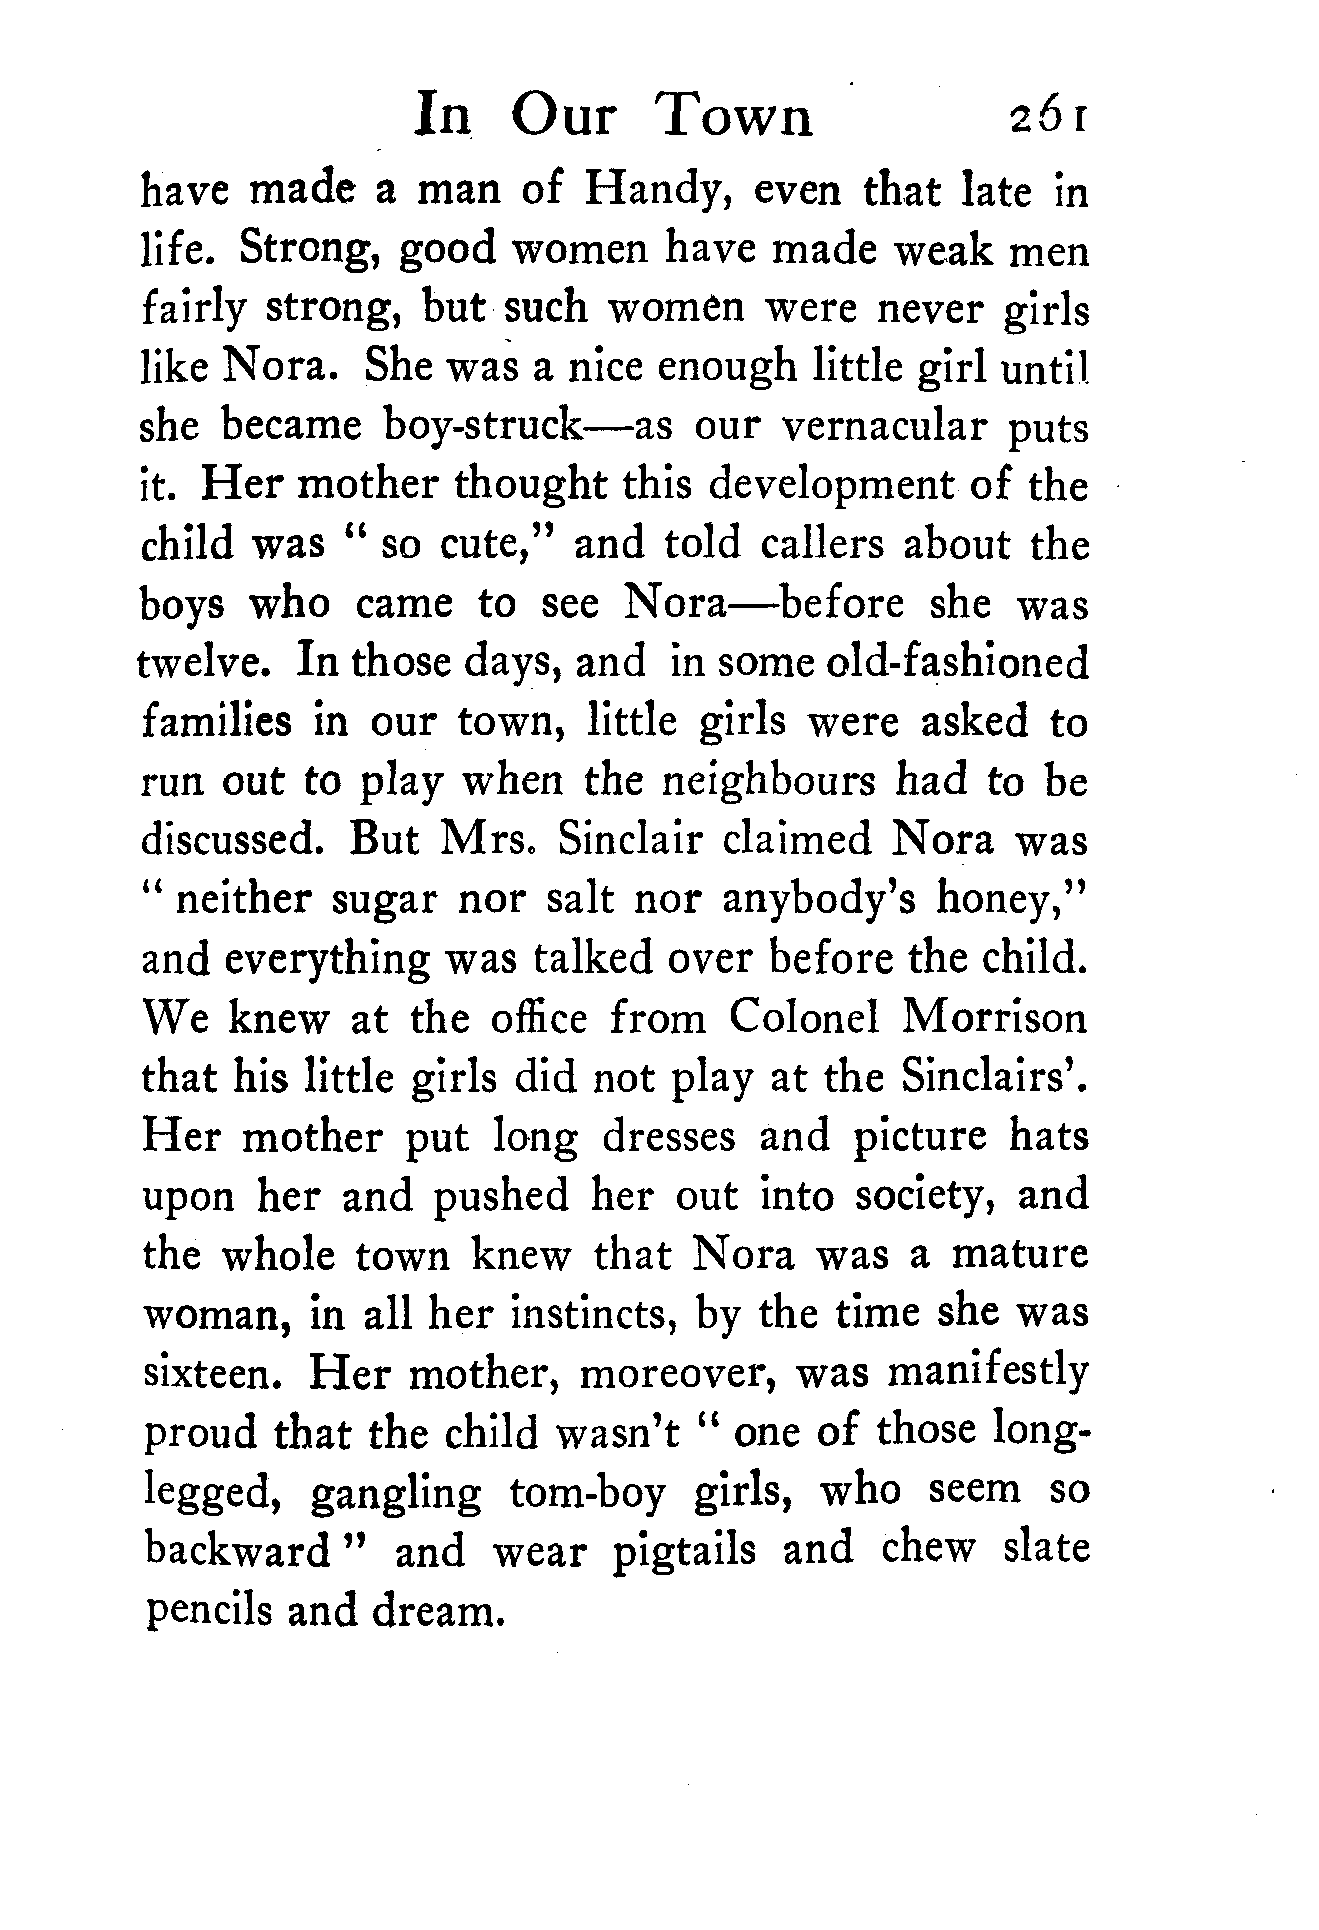 In Our Town 261
have made a man of Handy, even that late in
life. Strong, good women have made weak men
fairly strong, but such women were never girls
like Nora. She was a nice enough little girl until
she became boy-struck—as our vernacular puts
it. Her mother thought this development of the
child was “ so cute,” and told callers about the
boys who came to see Nora—before she was
twelve. In those days, and in some old-fashioned
families in our town, little girls were asked to
run out to play when the neighbours had to be
discussed. But Mrs. Sinclair claimed Nora was
“ neither sugar nor salt nor anybody’s honey,”
and everything was talked over before the child.
We knew at the office from Colonel Morrison
that his little girls did not play at the Sinclairs’.
Her mother put long dresses and picture hats
upon her and pushed her out into society, and
the whole town knew that Nora was a mature
woman, in all her instincts, by the time she was
sixteen. Her mother, moreover, was manifestly
proud that the child wasn’t “ one of those long-
legged, gangling tom-boy girls, who seem so
backward ” and wear pigtails and chew slate
pencils and dream.